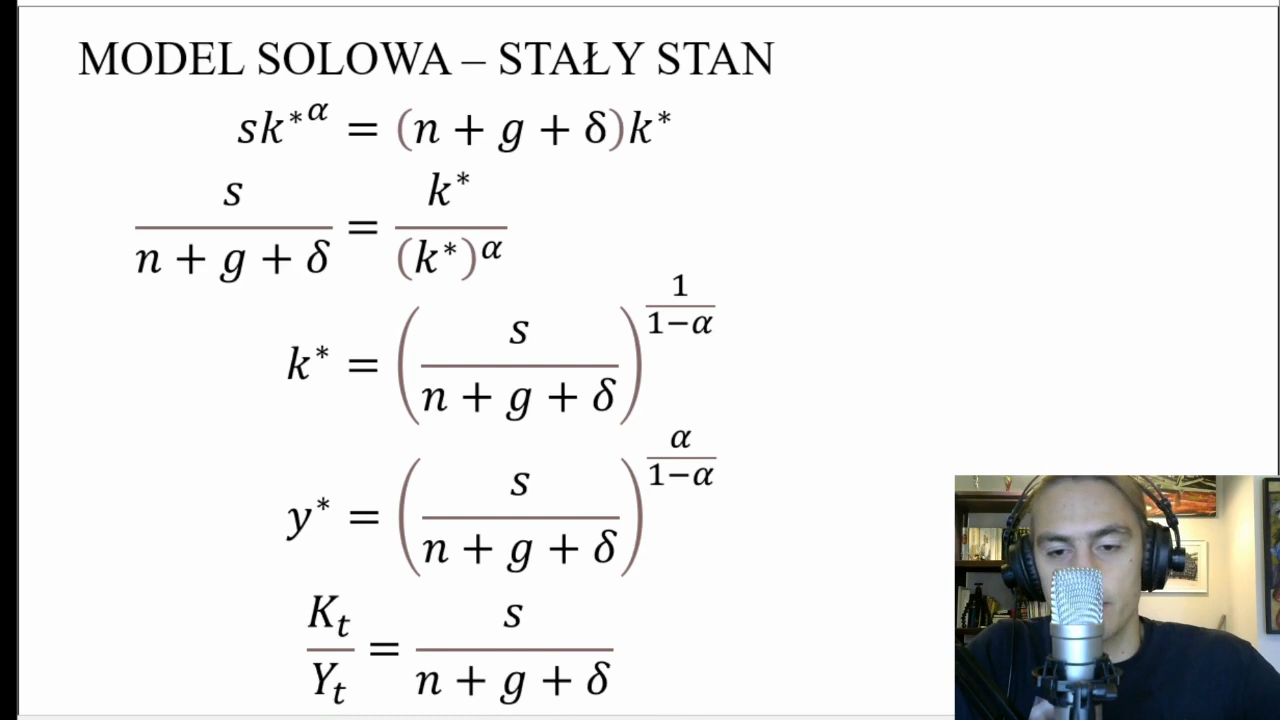 MODEL SOLOWA – STAŁY STAN
sk*^α = (n + g + δ)k*
s/(n + g + δ) = k*/(k*)^α
k* = (s/(n + g + δ))^(1/(1−α))
y* = (s/(n + g + δ))^(α/(1−α))
K_t/Y_t = s/(n + g + δ)